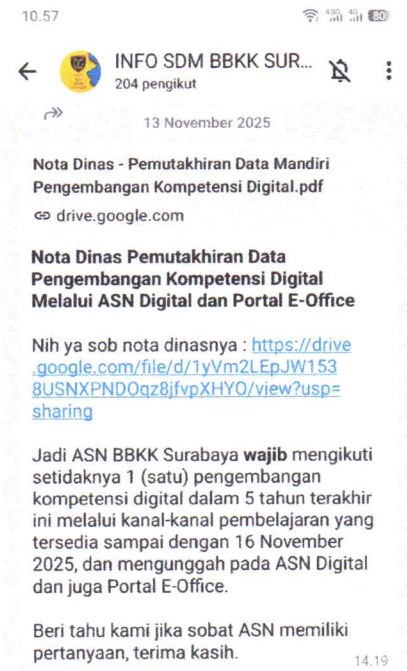 10.57
4.5G 4G 80
INFO SDM BBKK SUR...
204 pengikut
13 November 2025
Nota Dinas - Pemutakhiran Data Mandiri
Pengembangan Kompetensi Digital.pdf
drive.google.com
Nota Dinas Pemutakhiran Data
Pengembangan Kompetensi Digital
Melalui ASN Digital dan Portal E-Office
Nih ya sob nota dinasnya : https://drive
.google.com/file/d/1yVm2LEpJW153
8USNXPNDOqz8jfvpXHYO/view?usp=
sharing
Jadi ASN BBKK Surabaya wajib mengikuti
setidaknya 1 (satu) pengembangan
kompetensi digital dalam 5 tahun terakhir
ini melalui kanal-kanal pembelajaran yang
tersedia sampai dengan 16 November
2025, dan mengunggah pada ASN Digital
dan juga Portal E-Office.
Beri tahu kami jika sobat ASN memiliki
pertanyaan, terima kasih.
14.19